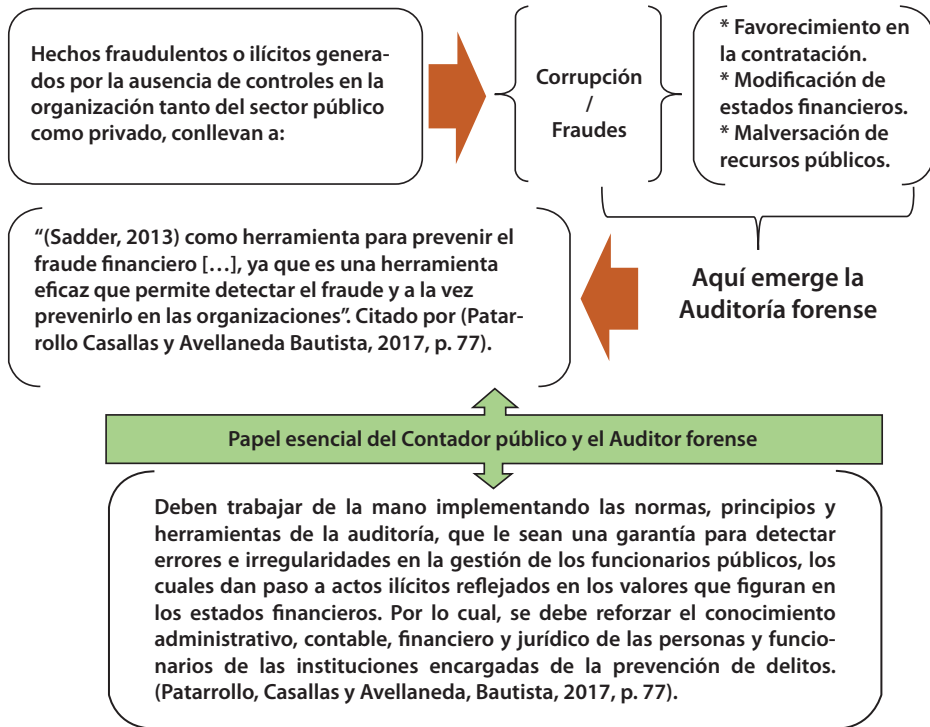 Hechos fraudulentos o ilícitos genera-
dos por la ausencia de controles en la
organización tanto del sector público
como privado, conllevan a:
Corrupción
/
Fraudes
* Favorecimiento en
la contratación.
* Modificación de
estados financieros.
* Malversación de
recursos públicos.
Aquí emerge la
Auditoría forense
“(Sadder, 2013) como herramienta para prevenir el
fraude financiero […], ya que es una herramienta
eficaz que permite detectar el fraude y a la vez
prevenirlo en las organizaciones”. Citado por (Patar-
rollo Casallas y Avellaneda Bautista, 2017, p. 77).
Papel esencial del Contador público y el Auditor forense
Deben trabajar de la mano implementando las normas, principios y
herramientas de la auditoría, que le sean una garantía para detectar
errores e irregularidades en la gestión de los funcionarios públicos, los
cuales dan paso a actos ilícitos reflejados en los valores que figuran en
los estados financieros. Por lo cual, se debe reforzar el conocimiento
administrativo, contable, financiero y jurídico de las personas y funcio-
narios de las instituciones encargadas de la prevención de delitos.
(Patarrollo, Casallas y Avellaneda, Bautista, 2017, p. 77).